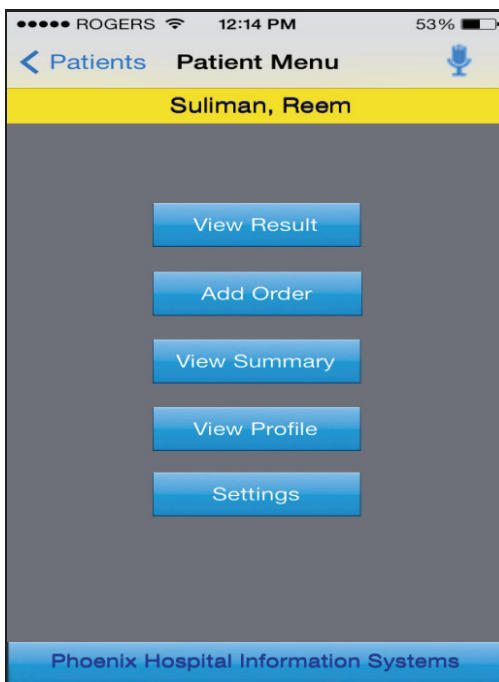 ROGERS 12:14 PM 53%
Patients Patient Menu
Suliman, Reem
View Result
Add Order
View Summary
View Profile
Settings
Phoenix Hospital Information Systems